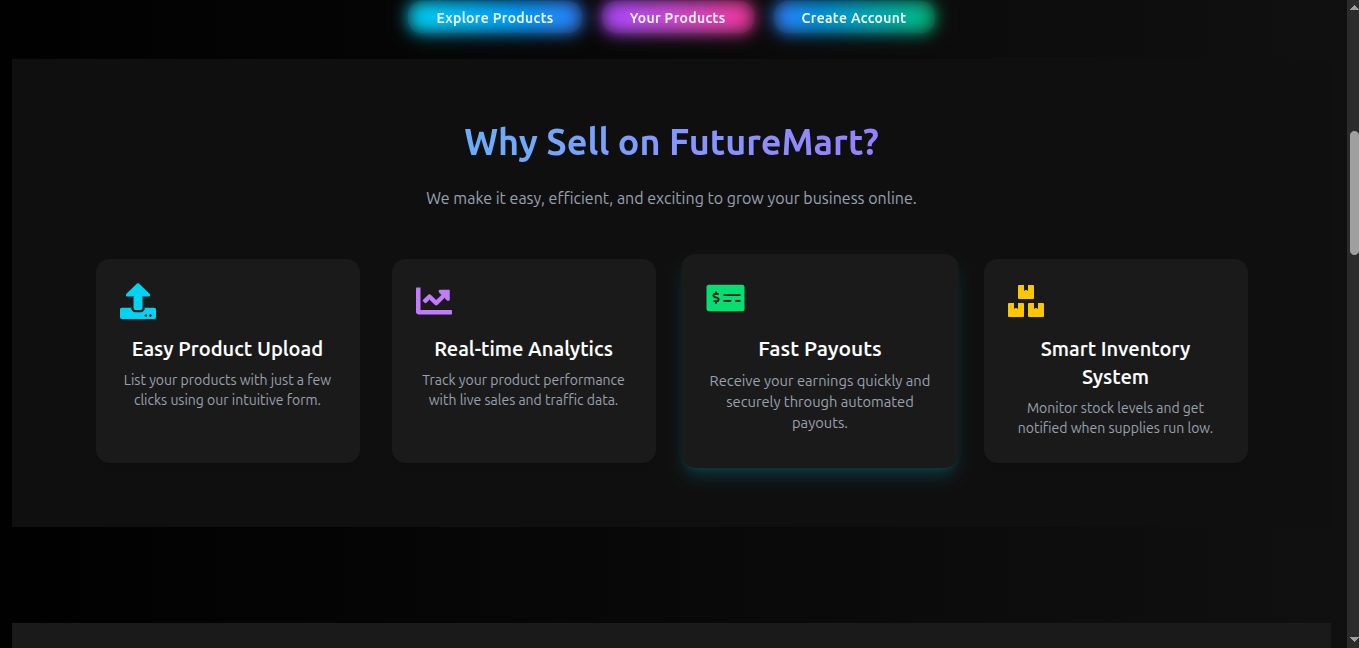 Explore Products
Your Products
Create Account
Why Sell on FutureMart?
We make it easy, efficient, and exciting to grow your business online.
Easy Product Upload
List your products with just a few
clicks using our intuitive form.
Real-time Analytics
Track your product performance
with live sales and traffic data.
$
Fast Payouts
Receive your earnings quickly and
securely through automated
payouts.
Smart Inventory
System
Monitor stock levels and get
notified when supplies run low.